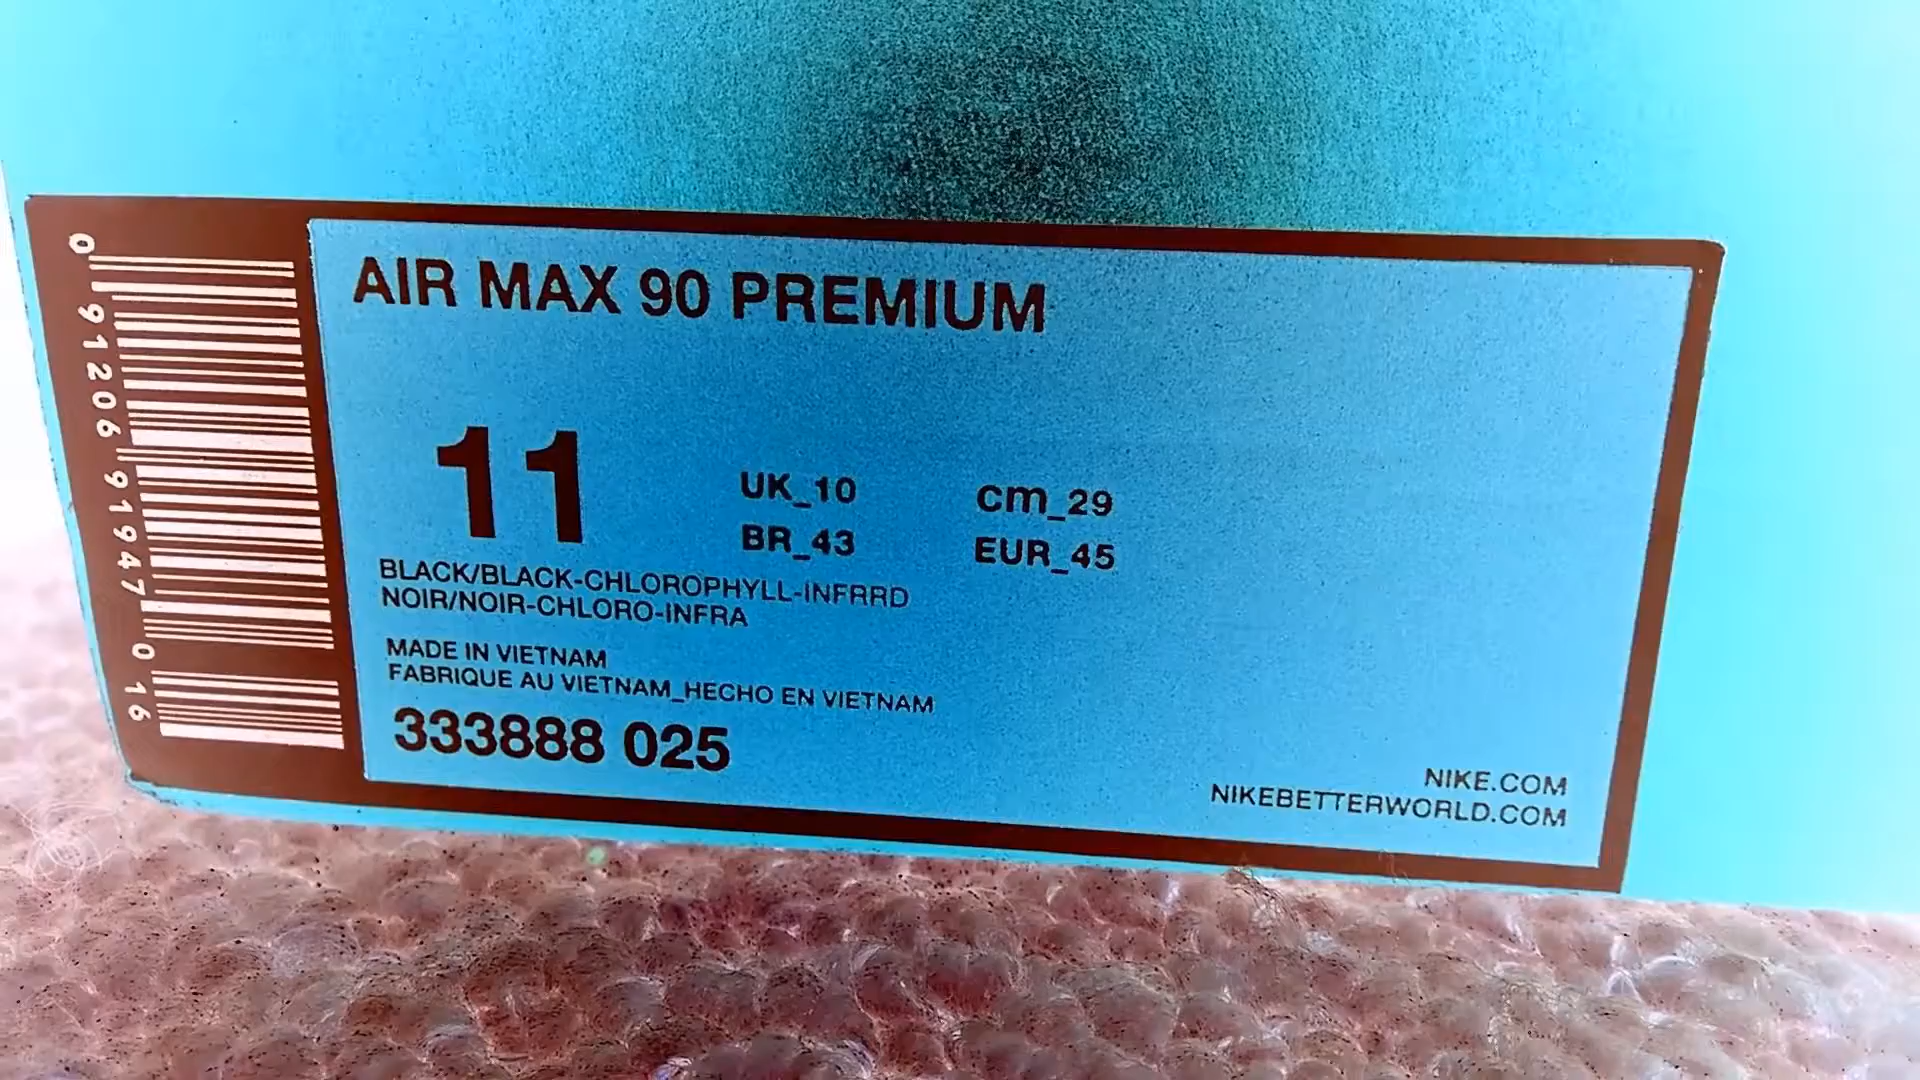 AIR MAX 90 PREMIUM
11
UK_10
cm_29
BR_43
EUR_45
BLACK/BLACK-CHLOROPHYLL-INFRRD
NOIR/NOIR-CHLORO-INFRA
MADE IN VIETNAM
FABRIQUE AU VIETNAM_HECHO EN VIETNAM
333888 025
NIKE.COM
NIKEBETTERWORLD.COM
0 91206 91947 0 16